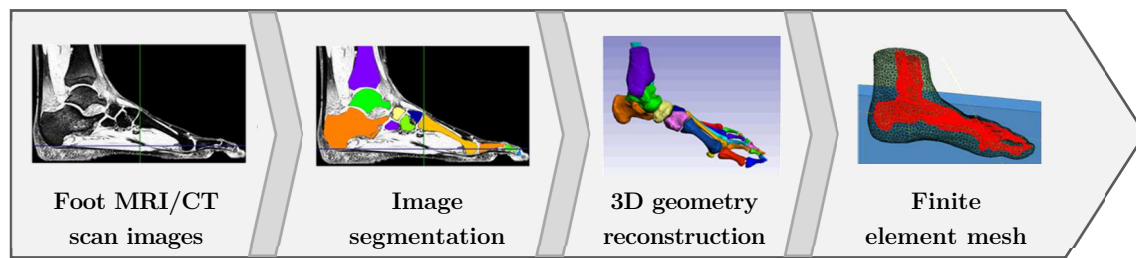 Foot MRI/CT
scan images
Image
segmentation
3D geometry
reconstruction
Finite
element mesh